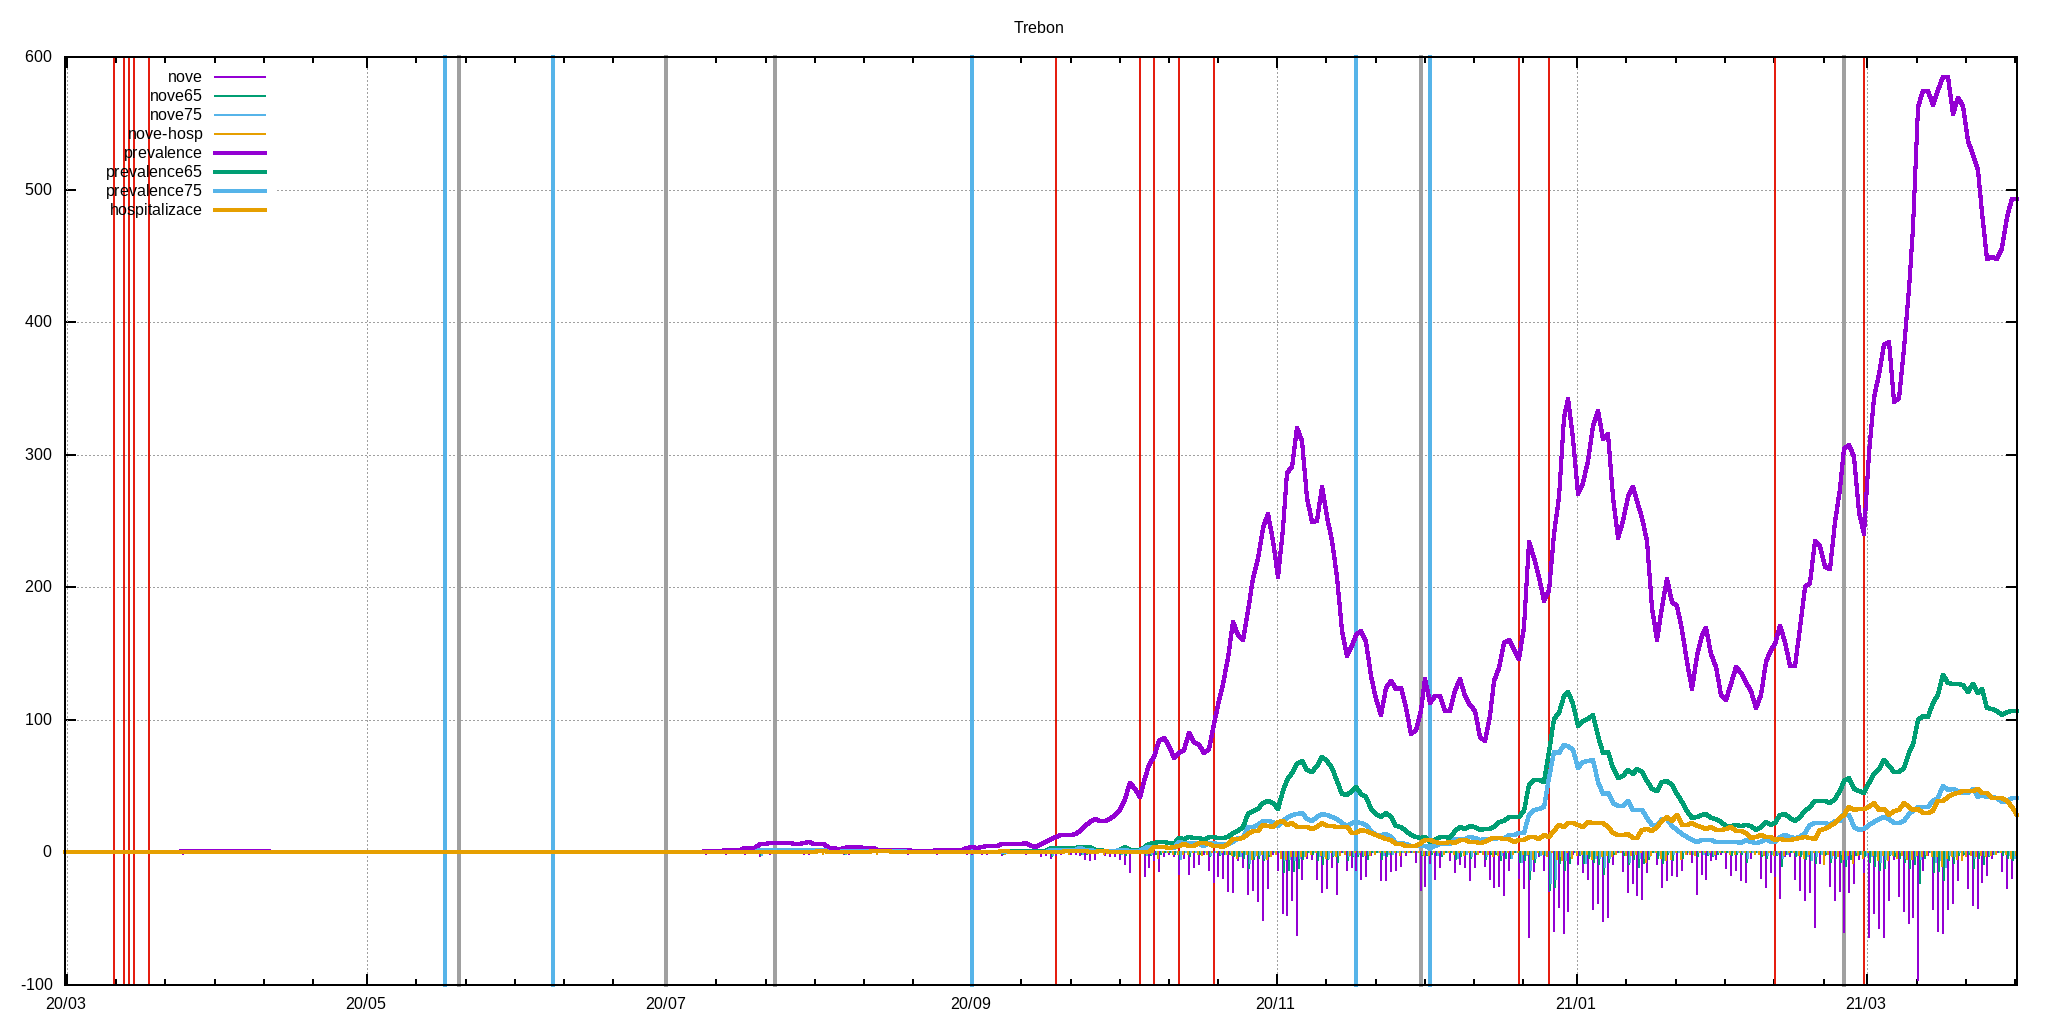 Trebon
600
500
400
300
200
100
0
-100
nove
nove65
nove75
nove-hosp
prevalence
prevalence65
prevalence75
hospitalizace
20/03 20/05 20/07 20/09 20/11 21/01 21/03